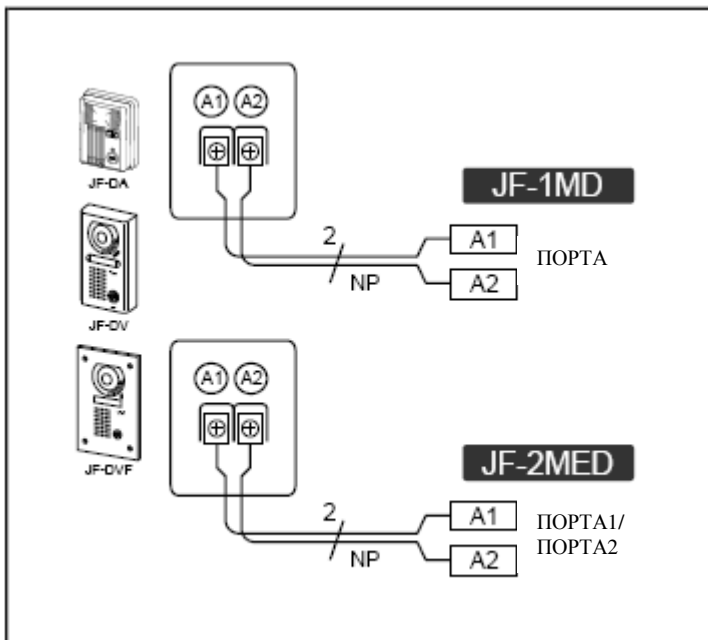 A1 A2
JF-DA
JF-1MD
2
A1
ПОРТА
NP
A2
JF-DV
A1 A2
JF-DVF
JF-2MED
2
A1
ПОРТА1/
ПОРТА2
NP
A2